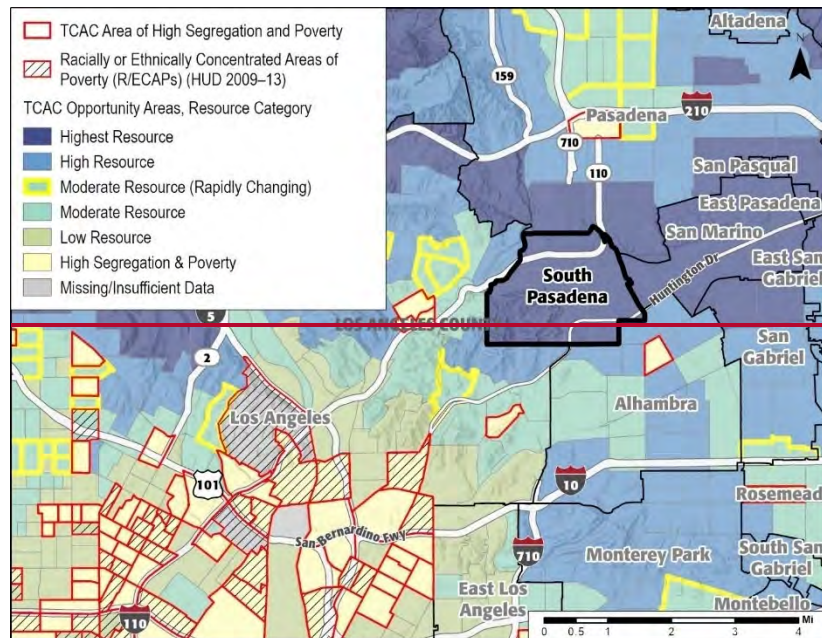 TCAC Area of High Segregation and Poverty
Racially or Ethnically Concentrated Areas of
Poverty (R/ECAPs) (HUD 2009–13)
TCAC Opportunity Areas, Resource Category
Highest Resource
High Resource
Moderate Resource (Rapidly Changing)
Moderate Resource
Low Resource
High Segregation & Poverty
Missing/Insufficient Data
Altadena
N
159
Pasadena
210
710
110
San Pasqual
East Pasadena
San Marino
East San
Gabriel
South
Pasadena
Huntington Dr
5
LOS ANGELES COUNTY
2
San
Gabriel
Los Angeles
Alhambra
101
10
Rosemead
San Bernardino Fwy
710
Monterey Park
South San
Gabriel
East Los
Angeles
Montebello
110
Mi
0 0.5 1 2 3 4